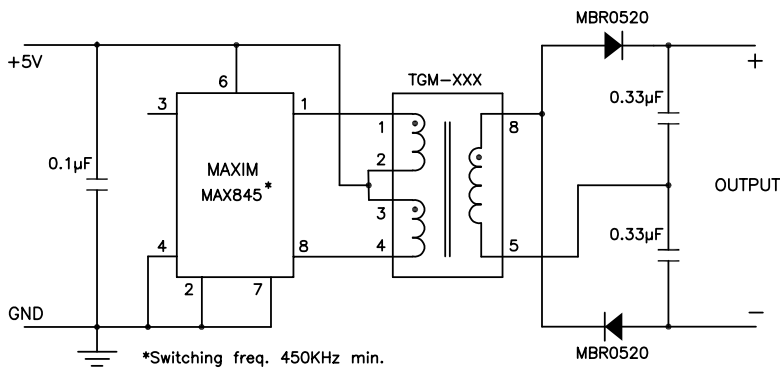 MBR0520
+5V
TGM-XXX
+
6
3
1
1
8
0.33µF
0.1µF
MAXIM
MAX845*
2
OUTPUT
3
4
8
4
5
0.33µF
2
7
GND
−
*Switching freq. 450KHz min.
MBR0520